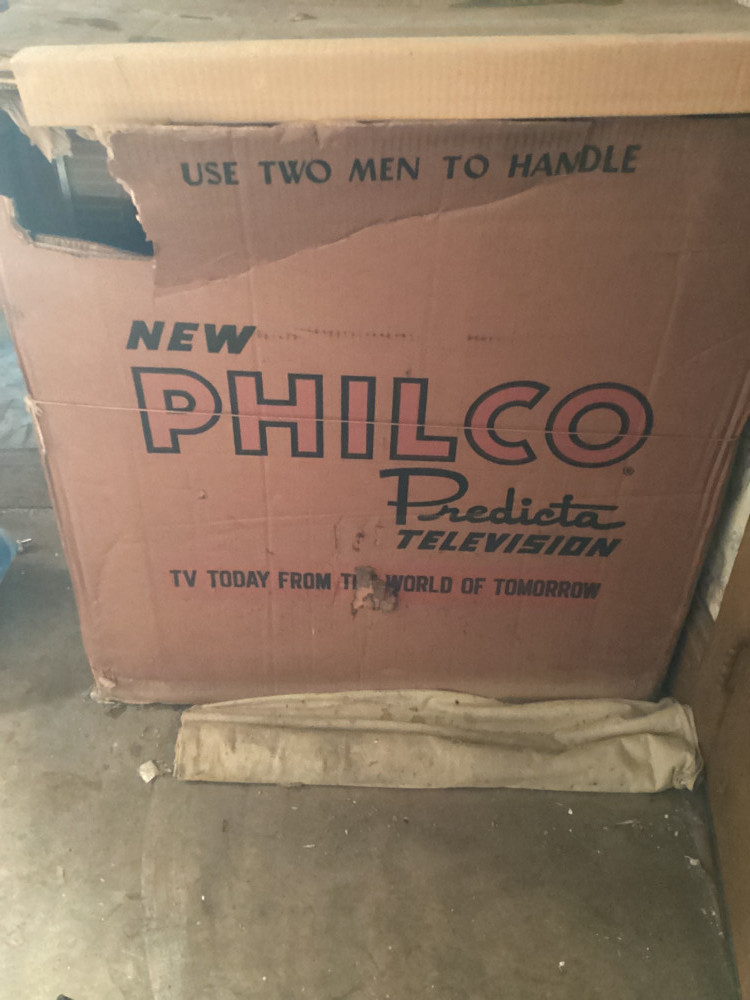 USE TWO MEN TO HANDLE
NEW
PHILCO®
Predicta
TELEVISION
TV TODAY FROM WORLD OF TOMORROW